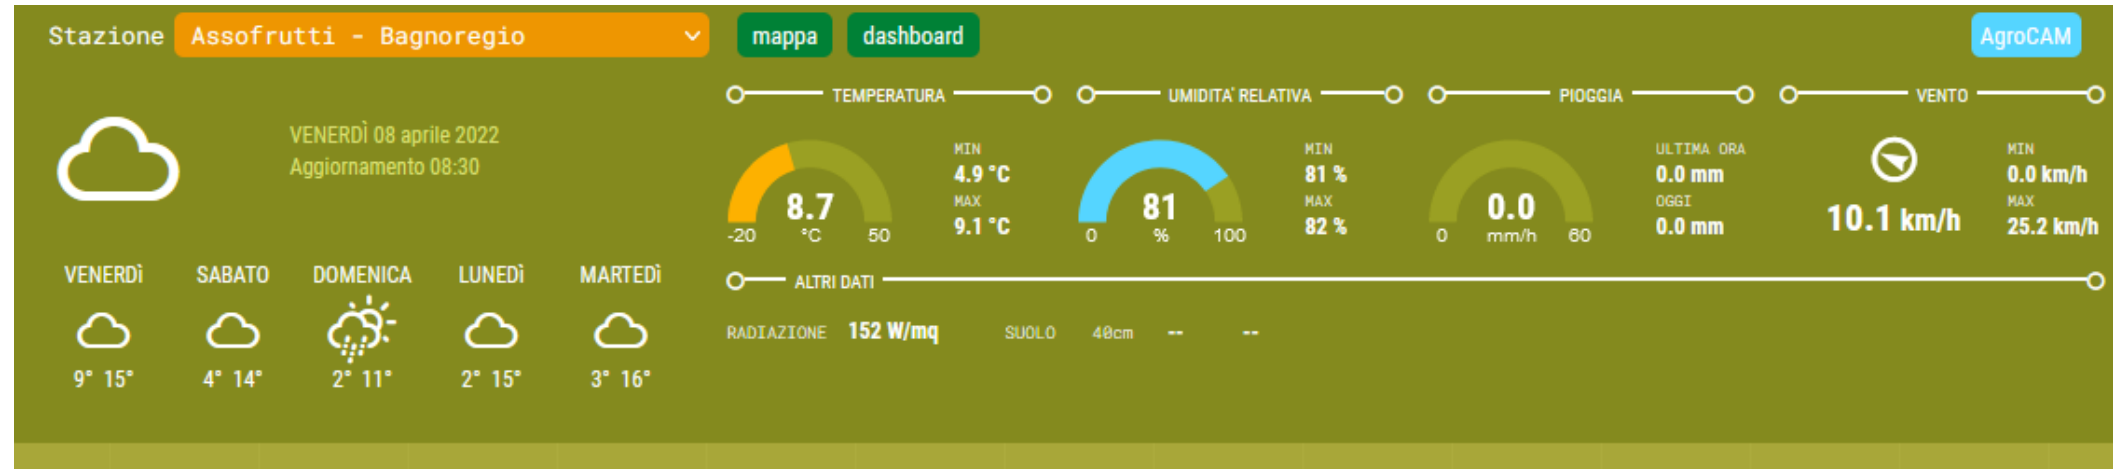 Stazione Assofrutti - Bagnoregio mappa dashboard AgroCAM
VENERDÌ 08 aprile 2022
Aggiornamento 08:30
VENERDÌ SABATO DOMENICA LUNEDÌ MARTEDÌ
9° 15° 4° 14° 2° 11° 2° 15° 3° 16°
TEMPERATURA
8.7
-20 °C 50
MIN
4.9 °C
MAX
9.1 °C
UMIDITA' RELATIVA
81
0 % 100
MIN
81 %
MAX
82 %
PIOGGIA
0.0
0 mm/h 60
ULTIMA ORA
0.0 mm
OGGI
0.0 mm
VENTO
10.1 km/h
MIN
0.0 km/h
MAX
25.2 km/h
ALTRI DATI
RADIAZIONE 152 W/mq SUOLO 40cm -- --